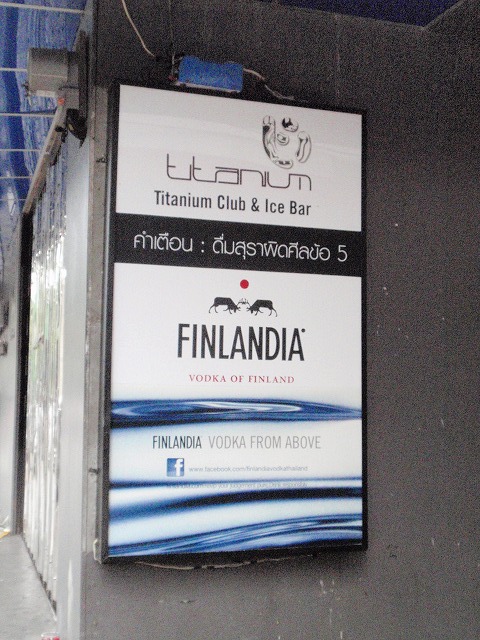 titanium
Titanium Club & Ice Bar
คำเตือน : ดื่มสุราผิดศีลข้อ 5
FINLANDIA
VODKA OF FINLAND
FINLANDIA VODKA FROM ABOVE
f www.facebook.com/finlandiavodkathailand